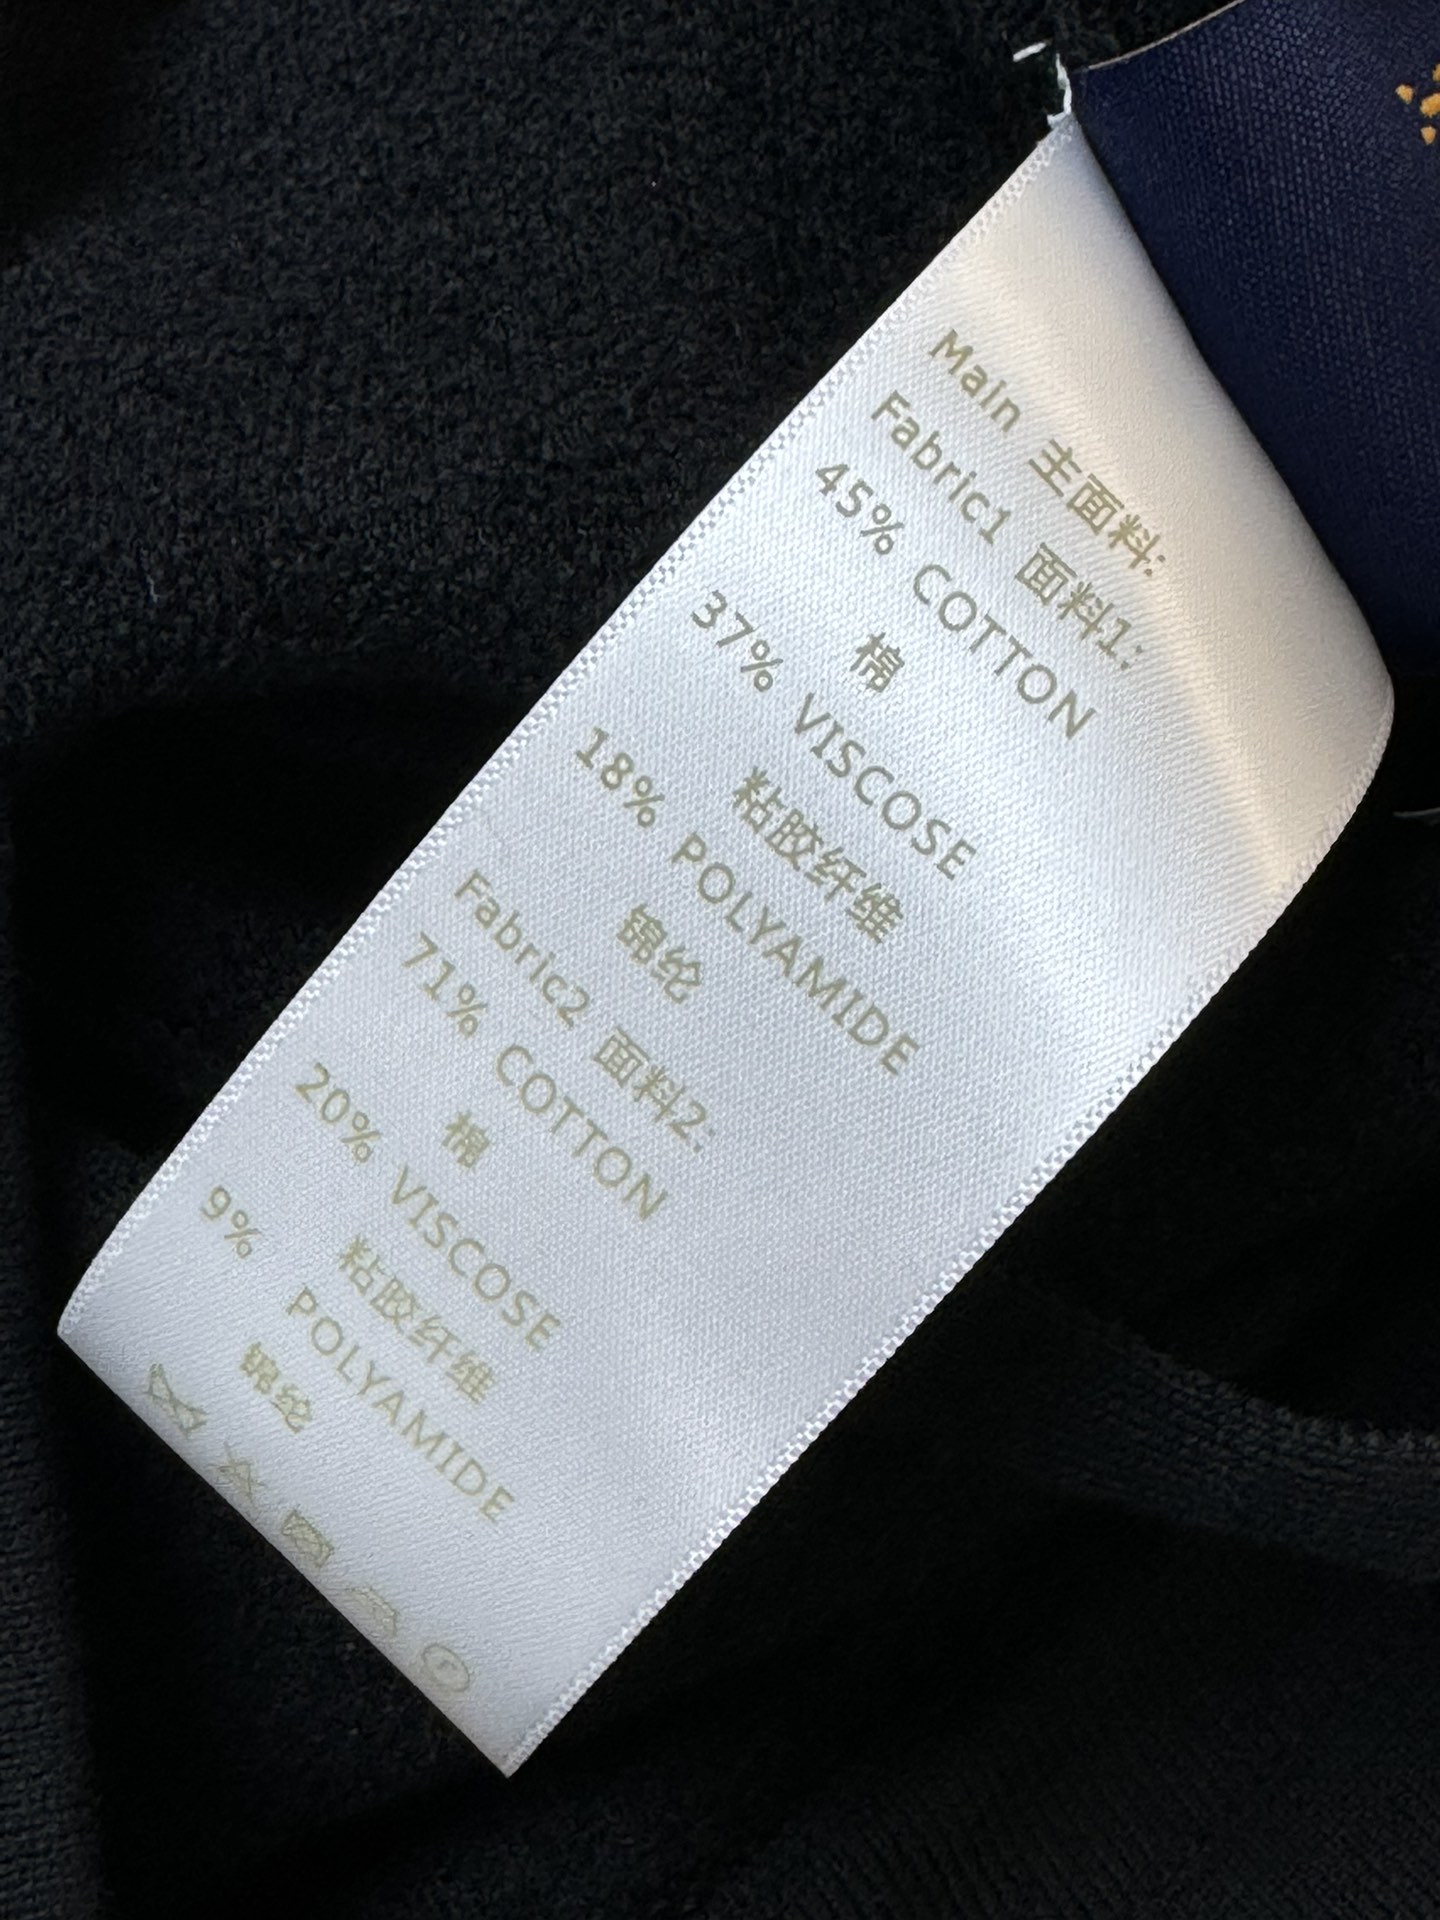 Main 主面料:
Fabric1 面料1:
45% COTTON
棉
37% VISCOSE
粘胶纤维
18% POLYAMIDE
锦纶
Fabric2 面料2:
71% COTTON
棉
20% VISCOSE
粘胶纤维
9% POLYAMIDE
锦纶